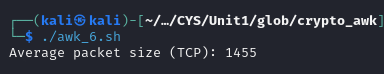 ┌──(kali㉿kali)-[~/…/CYS/Unit1/glob/crypto_awk]
└─$ ./awk_6.sh
Average packet size (TCP): 1455